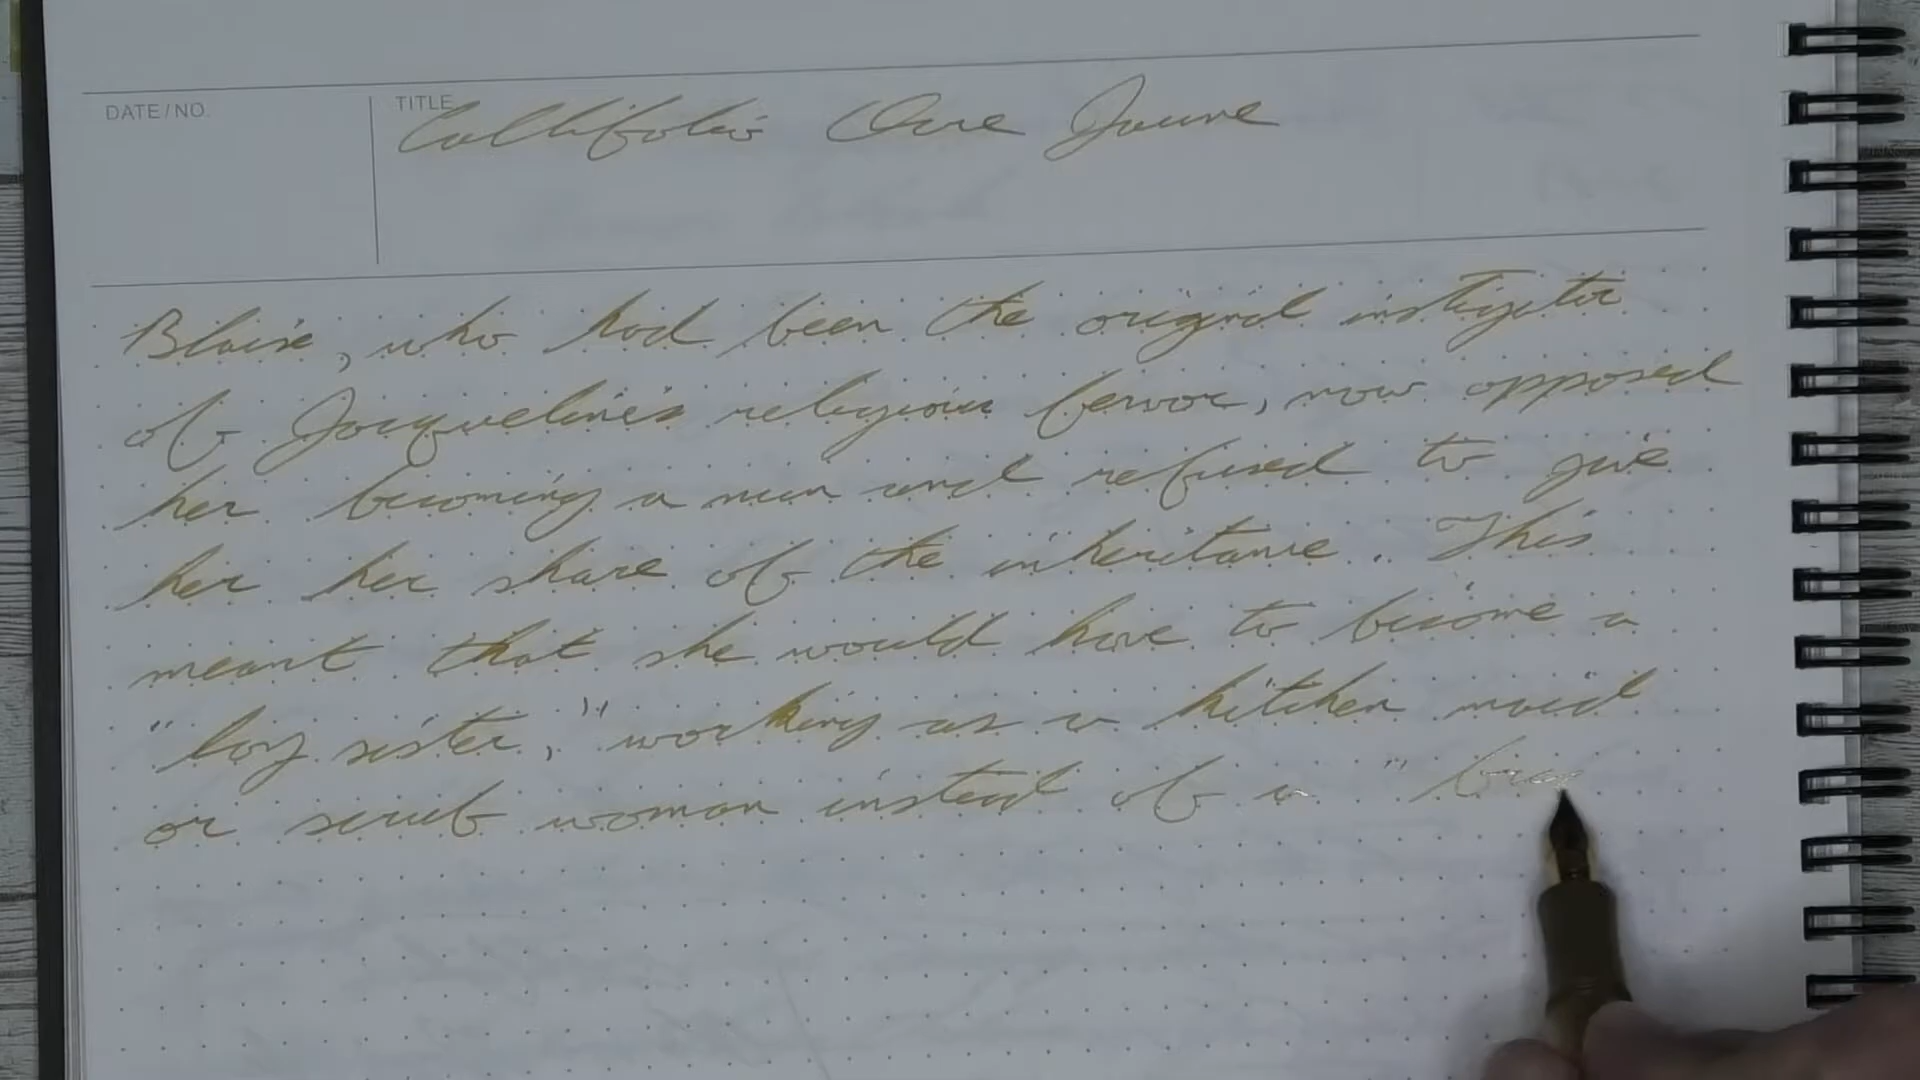 DATE/NO.
TITLE
Callifolio Ocre Jaune
Blaise, who had been the original instigator
of Jacqueline's religious fervor, now opposed
her becoming a nun and refused to give
her her share of the inheritance. This
meant that she would have to become a
"lay sister," working as a kitchen maid
or scrub woman instead of a "